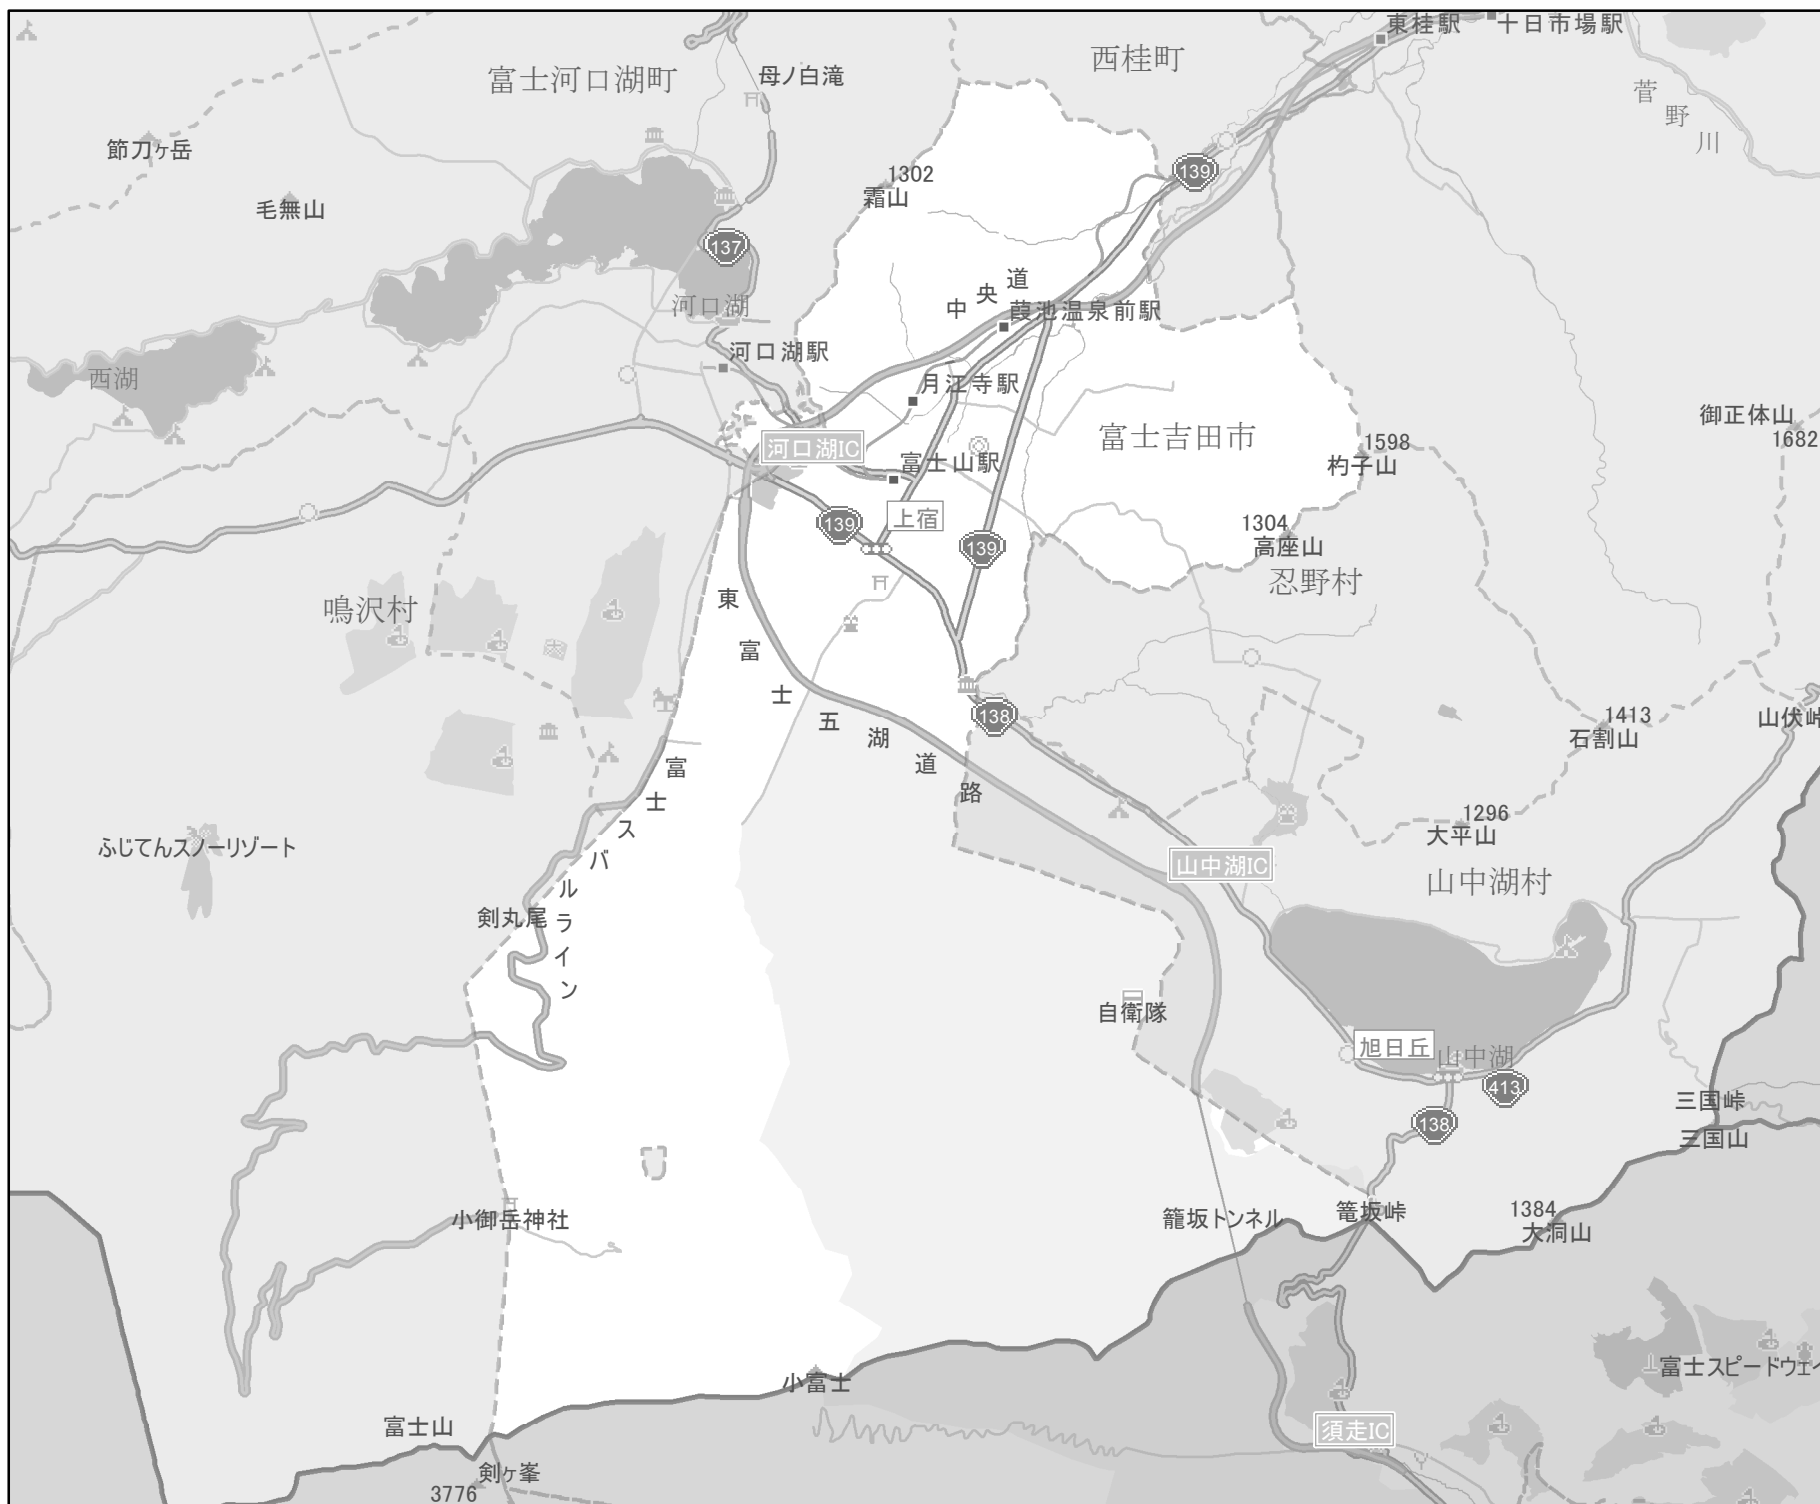 東桂駅
十日市場駅
西桂町
富士河口湖町
母ノ白滝
菅野川
節刀ヶ岳
1302
霜山
139
毛無山
137
河口湖
中央道
葭池温泉前駅
河口湖駅
西湖
月江寺駅
御正体山
1682
富士吉田市
1598
杓子山
河口湖IC
富士山駅
139
上宿
139
1304
高座山
忍野村
鳴沢村
東富士五湖道路
138
1413
石割山
山伏峠
富士スバルライン
1296
大平山
ふじてんスノーリゾート
山中湖IC
山中湖村
剣丸尾
自衛隊
旭日丘
山中湖
413
138
三国峠
三国山
小御岳神社
籠坂トンネル
篭坂峠
1384
大洞山
小富士
富士スピードウェイ
富士山
須走IC
剣ヶ峯
3776